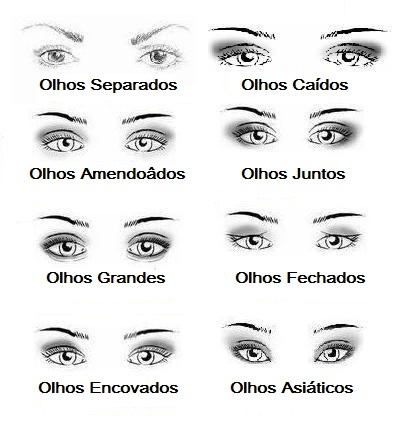 Olhos Separados
Olhos Caídos
Olhos Amendoâdos
Olhos Juntos
Olhos Grandes
Olhos Fechados
Olhos Encovados
Olhos Asiáticos